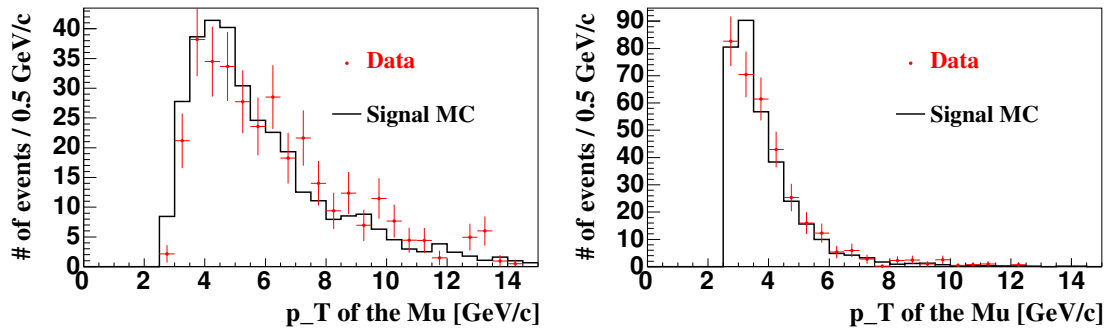 # of events / 0.5 GeV/c
40
35
30
25
20
15
10
5
0
Data
Signal MC
0 2 4 6 8 10 12 14
p_T of the Mu [GeV/c]
# of events / 0.5 GeV/c
90
80
70
60
50
40
30
20
10
0
Data
Signal MC
0 2 4 6 8 10 12 14
p_T of the Mu [GeV/c]